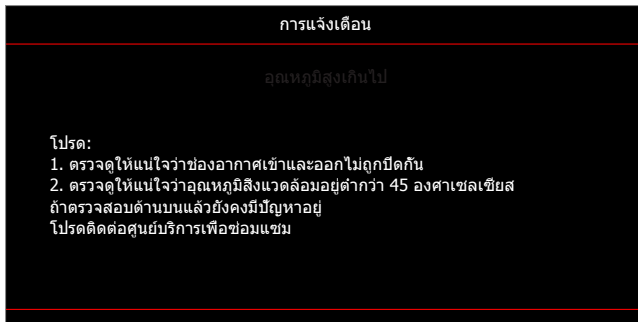 การแจ้งเตือน
อุณหภูมิสูงเกินไป
โปรด:
1. ตรวจดูให้แน่ใจว่าช่องอากาศเข้าและออกไม่ถูกปิดกั้น
2. ตรวจดูให้แน่ใจว่าอุณหภูมิสิ่งแวดล้อมอยู่ต่ำกว่า 45 องศาเซลเซียส
ถ้าตรวจสอบด้านบนแล้วยังคงมีปัญหาอยู่
โปรดติดต่อศูนย์บริการเพื่อซ่อมแซม